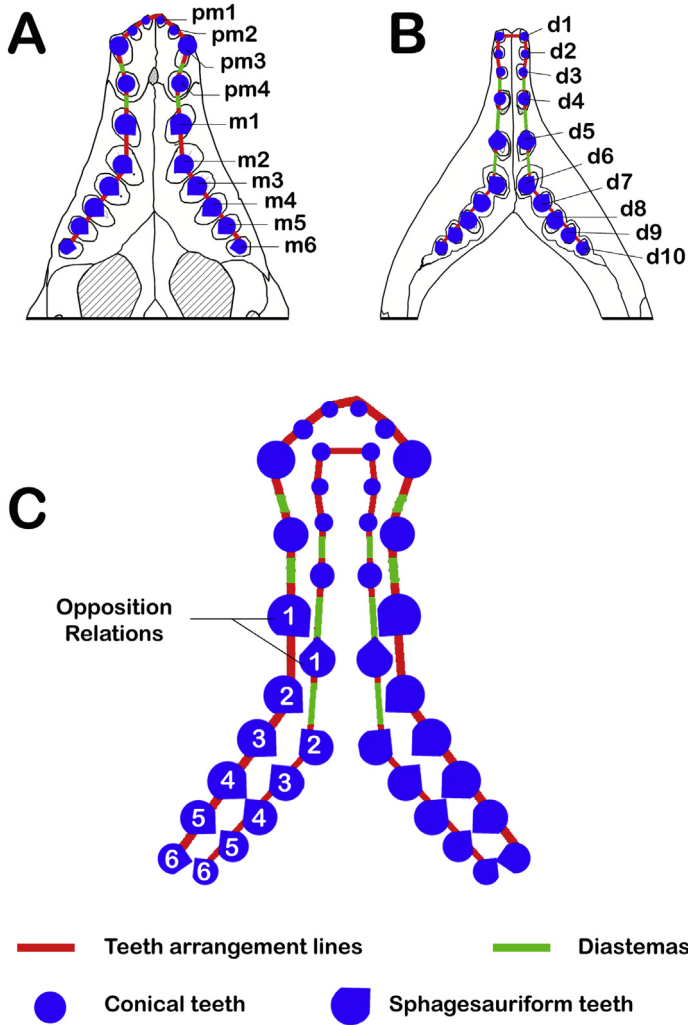 A
pm1
pm2
pm3
pm4
m1
m2
m3
m4
m5
m6
B
d1
d2
d3
d4
d5
d6
d7
d8
d9
d10
C
Opposition
Relations
1
1
2
2
3
3
4
4
5
5
6
6
Teeth arrangement lines
Diastemas
Conical teeth
Sphagesauriform teeth